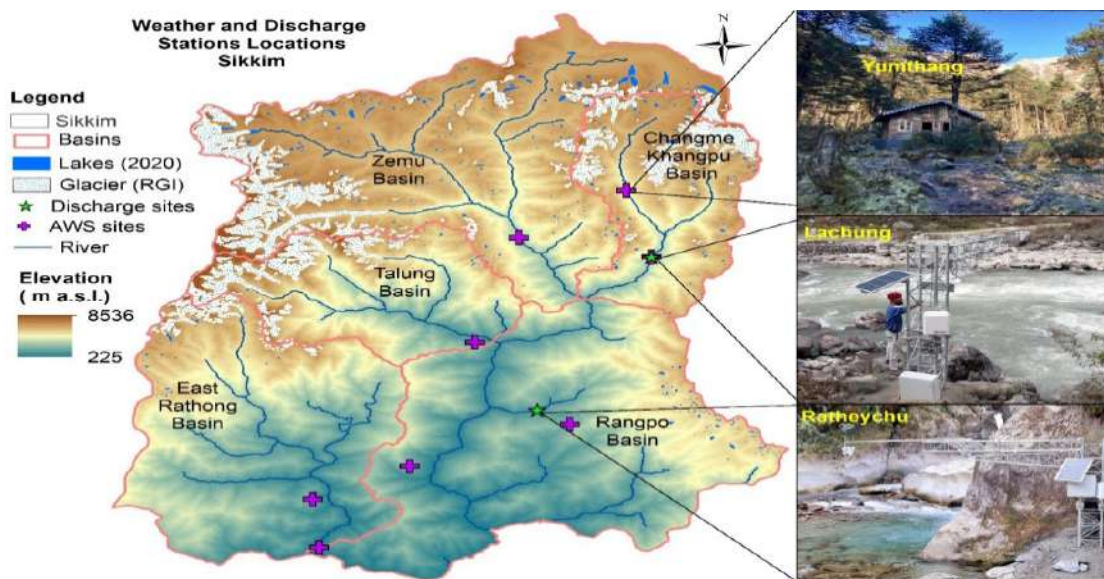 Weather and Discharge
Stations Locations
Sikkim
N
Legend
Sikkim
Basins
Lakes (2020)
Glacier (RGI)
Discharge sites
AWS sites
River
Elevation
( m a.s.l.)
8536
225
Zemu
Basin
Changme
Khangpu
Basin
Talung
Basin
East
Rathong
Basin
Rangpo
Basin
Yumthang
Lachung
Ratheychu